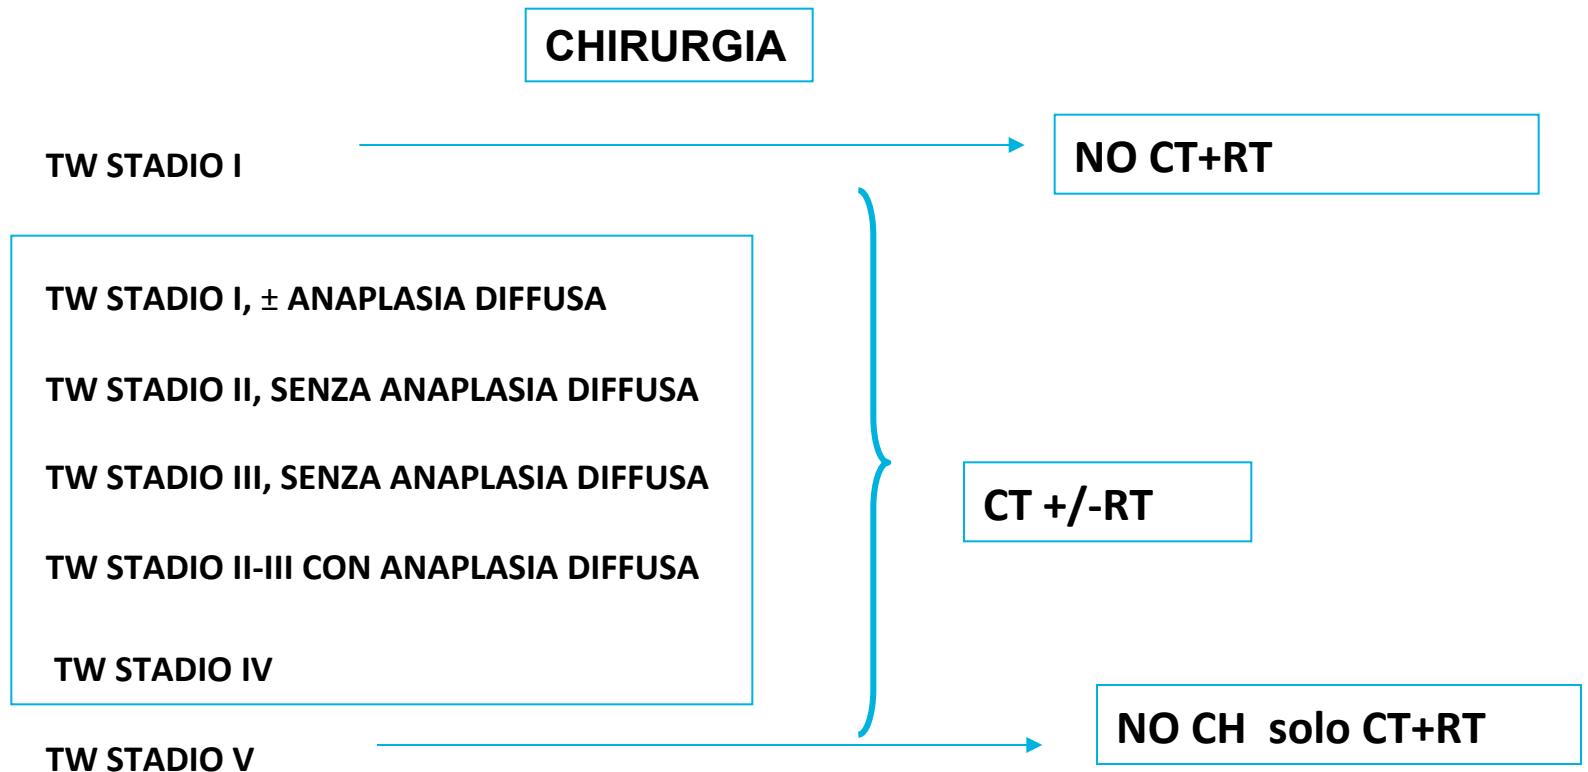 CHIRURGIA
TW STADIO I
NO CT+RT
TW STADIO I, ± ANAPLASIA DIFFUSA
TW STADIO II, SENZA ANAPLASIA DIFFUSA
TW STADIO III, SENZA ANAPLASIA DIFFUSA
CT +/-RT
TW STADIO II-III CON ANAPLASIA DIFFUSA
TW STADIO IV
NO CH solo CT+RT
TW STADIO V